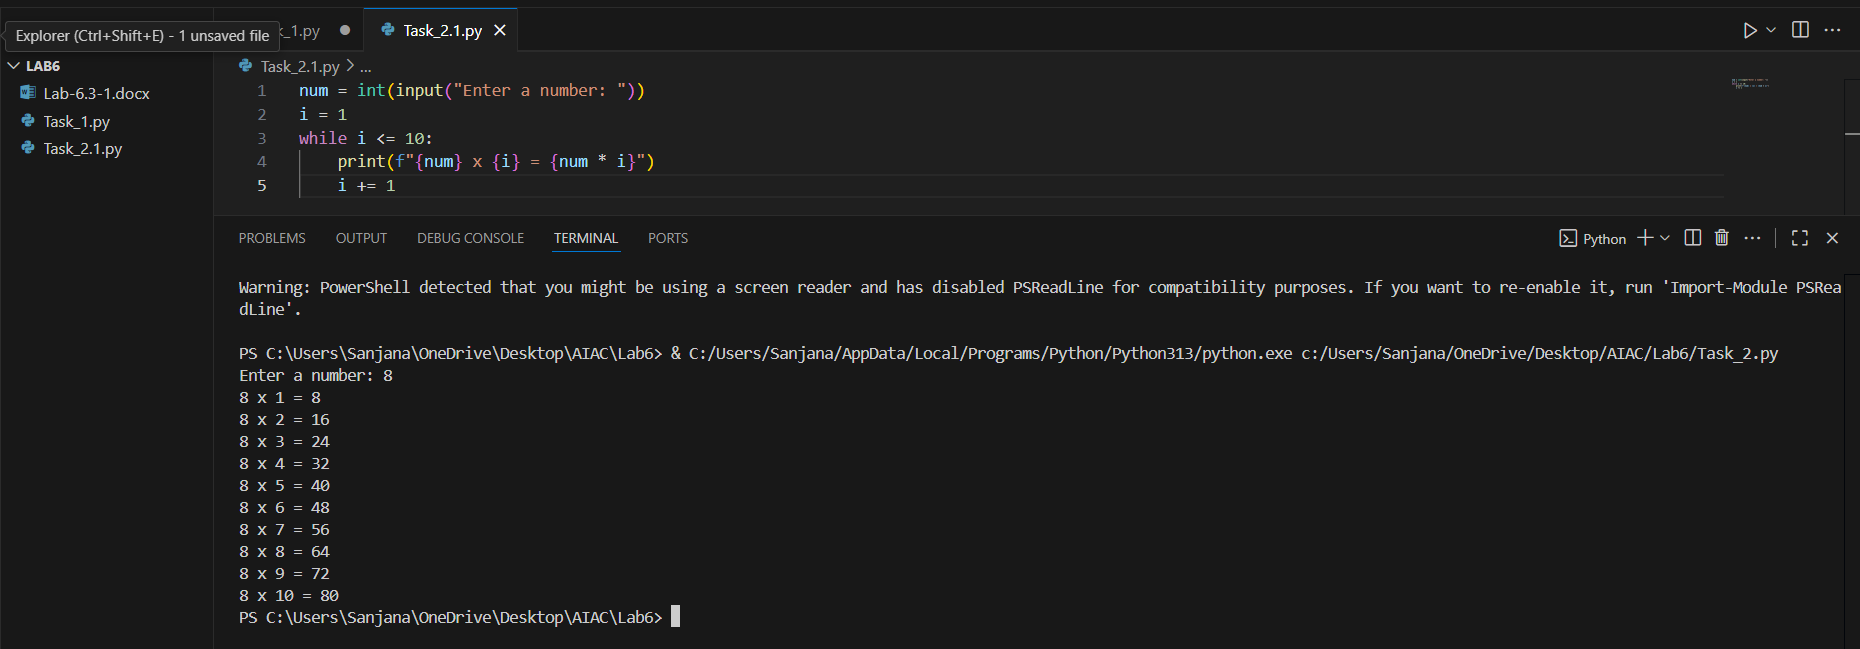 Explorer (Ctrl+Shift+E) - 1 unsaved file
_1.py
Task_2.1.py
LAB6
Lab-6.3-1.docx
Task_1.py
Task_2.1.py
Task_2.1.py > ...
1 num = int(input("Enter a number: "))
2 i = 1
3 while i <= 10:
4     print(f"{num} x {i} = {num * i}")
5     i += 1
PROBLEMS OUTPUT DEBUG CONSOLE TERMINAL PORTS
Python
Warning: PowerShell detected that you might be using a screen reader and has disabled PSReadLine for compatibility purposes. If you want to re-enable it, run 'Import-Module PSRea
dLine'.
PS C:\Users\Sanjana\OneDrive\Desktop\AIAC\Lab6> & C:/Users/Sanjana/AppData/Local/Programs/Python/Python313/python.exe c:/Users/Sanjana/OneDrive/Desktop/AIAC/Lab6/Task_2.py
Enter a number: 8
8 x 1 = 8
8 x 2 = 16
8 x 3 = 24
8 x 4 = 32
8 x 5 = 40
8 x 6 = 48
8 x 7 = 56
8 x 8 = 64
8 x 9 = 72
8 x 10 = 80
PS C:\Users\Sanjana\OneDrive\Desktop\AIAC\Lab6>